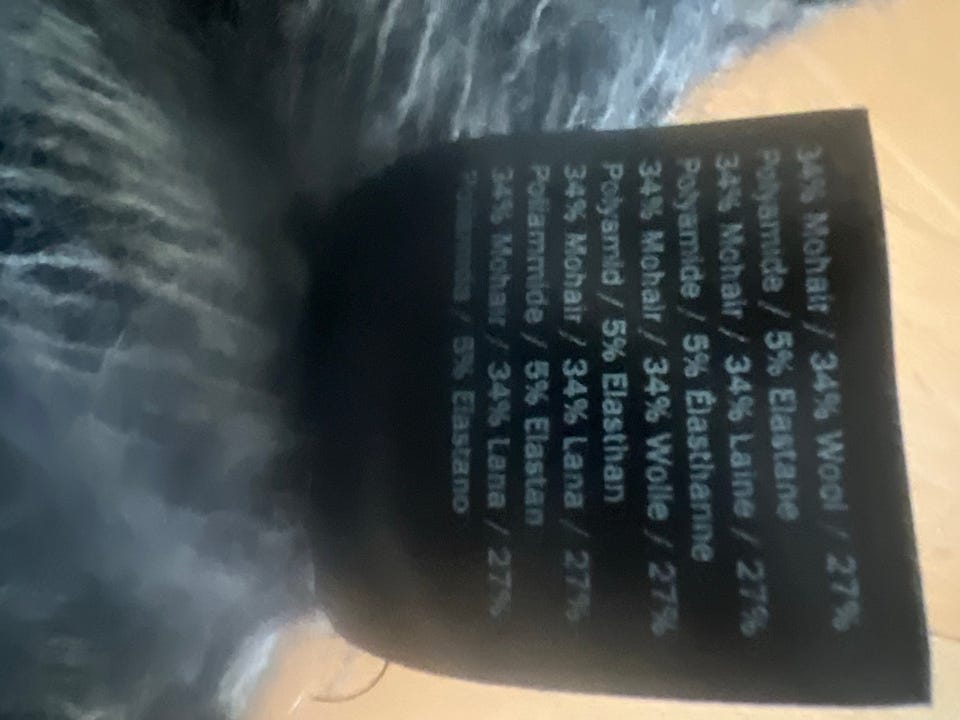 34% Mohair / 34% Wool / 27%
Polyamide / 5% Elastane
34% Mohair / 34% Laine / 27%
Polyamide / 5% Élasthanne
34% Mohair / 34% Wolle / 27%
Polyamid / 5% Elasthan
34% Mohair / 34% Lana / 27%
Poliammide / 5% Elastan
34% Mohair / 34% Lana / 27%
/ 5% Elastano